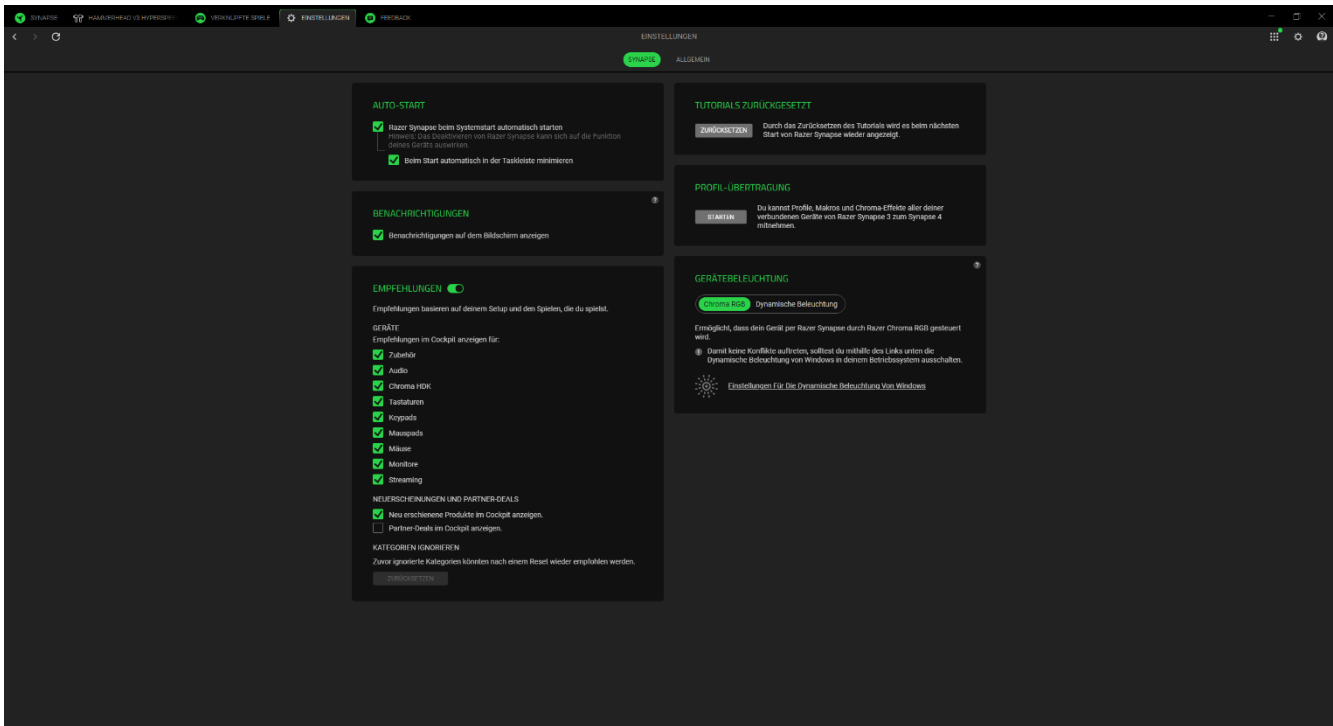 SYNAPSE
HAMMERHEAD V3 HYPERSPE
VERKNÜPFTE SPIELE
EINSTELLUNGEN
FEEDBACK
EINSTELLUNGEN
SYNAPSE
ALLGEMEIN
AUTO-START
Razer Synapse beim Systemstart automatisch starten
Hinweis: Das Deaktivieren von Razer Synapse kann sich auf die Funktion
deines Geräts auswirken.
Beim Start automatisch in der Taskleiste minimieren
BENACHRICHTIGUNGEN
Benachrichtigungen auf dem Bildschirm anzeigen
EMPFEHLUNGEN
Empfehlungen basieren auf deinem Setup und den Spielen, die du spielst.
GERÄTE
Empfehlungen im Cockpit anzeigen für:
Zubehör
Audio
Chroma HDK
Tastaturen
Keypads
Mauspads
Mäuse
Monitore
Streaming
NEUERSCHEINUNGEN UND PARTNER-DEALS
Neu erschienene Produkte im Cockpit anzeigen.
Partner-Deals im Cockpit anzeigen.
KATEGORIEN IGNORIEREN
Zuvor ignorierte Kategorien könnten nach einem Reset wieder empfohlen werden.
ZURÜCKSETZEN
TUTORIALS ZURÜCKGESETZT
ZURÜCKSETZEN
Durch das Zurücksetzen des Tutorials wird es beim nächsten
Start von Razer Synapse wieder angezeigt.
PROFIL-ÜBERTRAGUNG
STARTEN
Du kannst Profile, Makros und Chroma-Effekte aller deiner
verbundenen Geräte von Razer Synapse 3 zum Synapse 4
mitnehmen.
GERÄTEBELEUCHTUNG
Chroma RGB
Dynamische Beleuchtung
Ermöglicht, dass dein Gerät per Razer Synapse durch Razer Chroma RGB gesteuert
wird.
Damit keine Konflikte auftreten, solltest du mithilfe des Links unten die
Dynamische Beleuchtung von Windows in deinem Betriebssystem ausschalten.
Einstellungen Für Die Dynamische Beleuchtung Von Windows